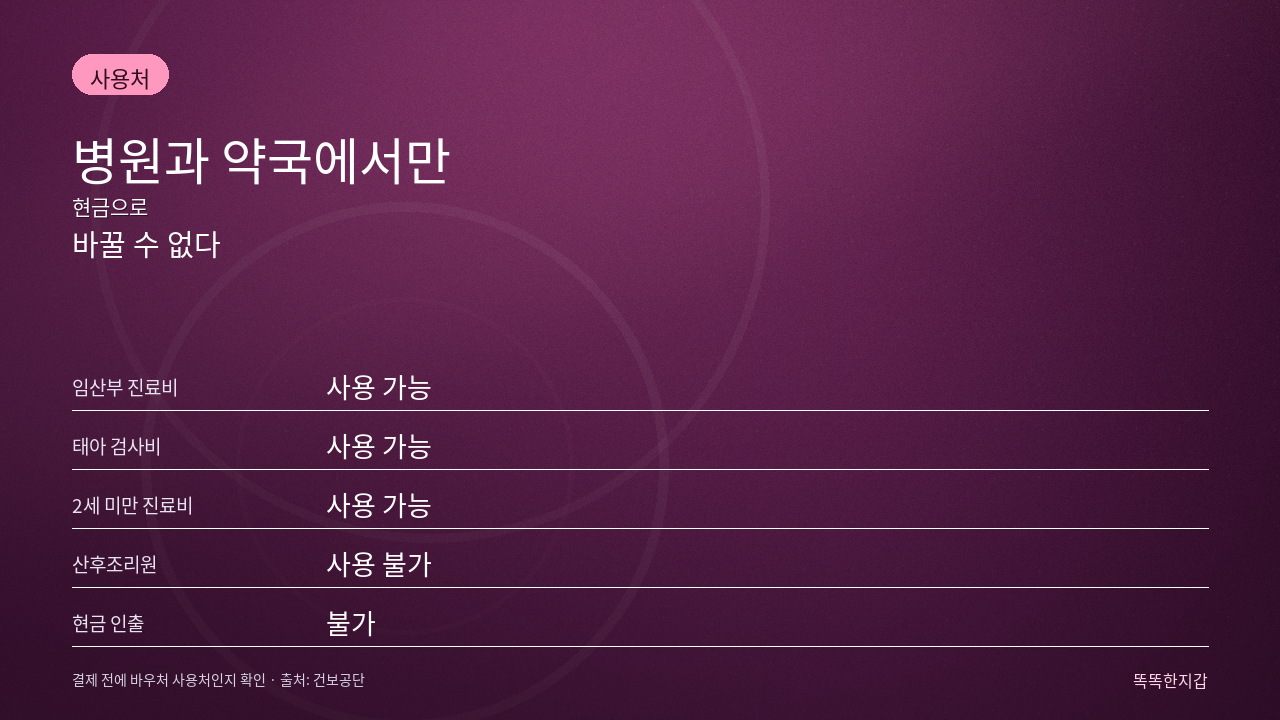 사용처
병원과 약국에서만
현금으로
바꿀 수 없다
임산부 진료비 사용 가능
태아 검사비 사용 가능
2세 미만 진료비 사용 가능
산후조리원 사용 불가
현금 인출 불가
결제 전에 바우처 사용처인지 확인 · 출처: 건보공단
똑똑한지갑